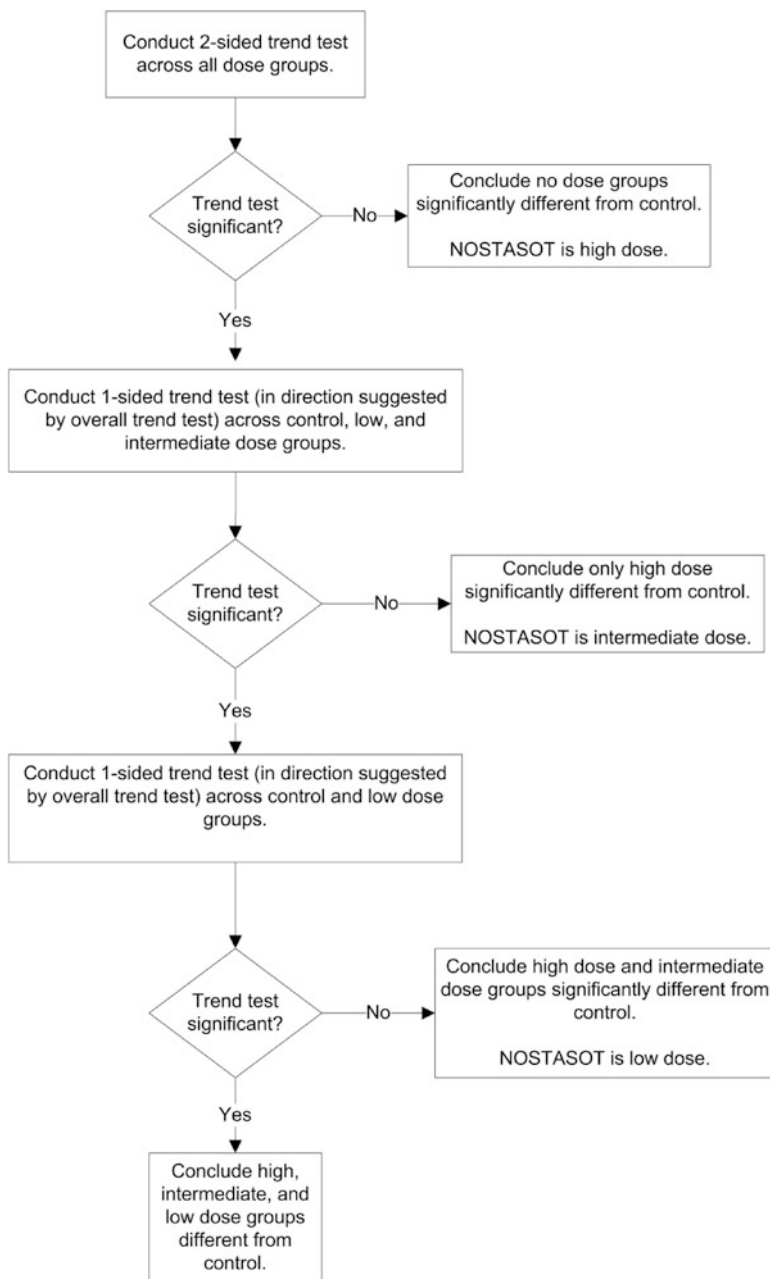 Conduct 2-sided trend test
across all dose groups.
Trend test
significant?
No
Conclude no dose groups
significantly different from control.
NOSTASOT is high dose.
Yes
Conduct 1-sided trend test (in direction suggested
by overall trend test) across control, low, and
intermediate dose groups.
Trend test
significant?
No
Conclude only high dose
significantly different from control.
NOSTASOT is intermediate dose.
Yes
Conduct 1-sided trend test (in direction suggested
by overall trend test) across control and low dose
groups.
Trend test
significant?
No
Conclude high dose and intermediate
dose groups significantly different from
control.
NOSTASOT is low dose.
Yes
Conclude high,
intermediate, and
low dose groups
different from
control.